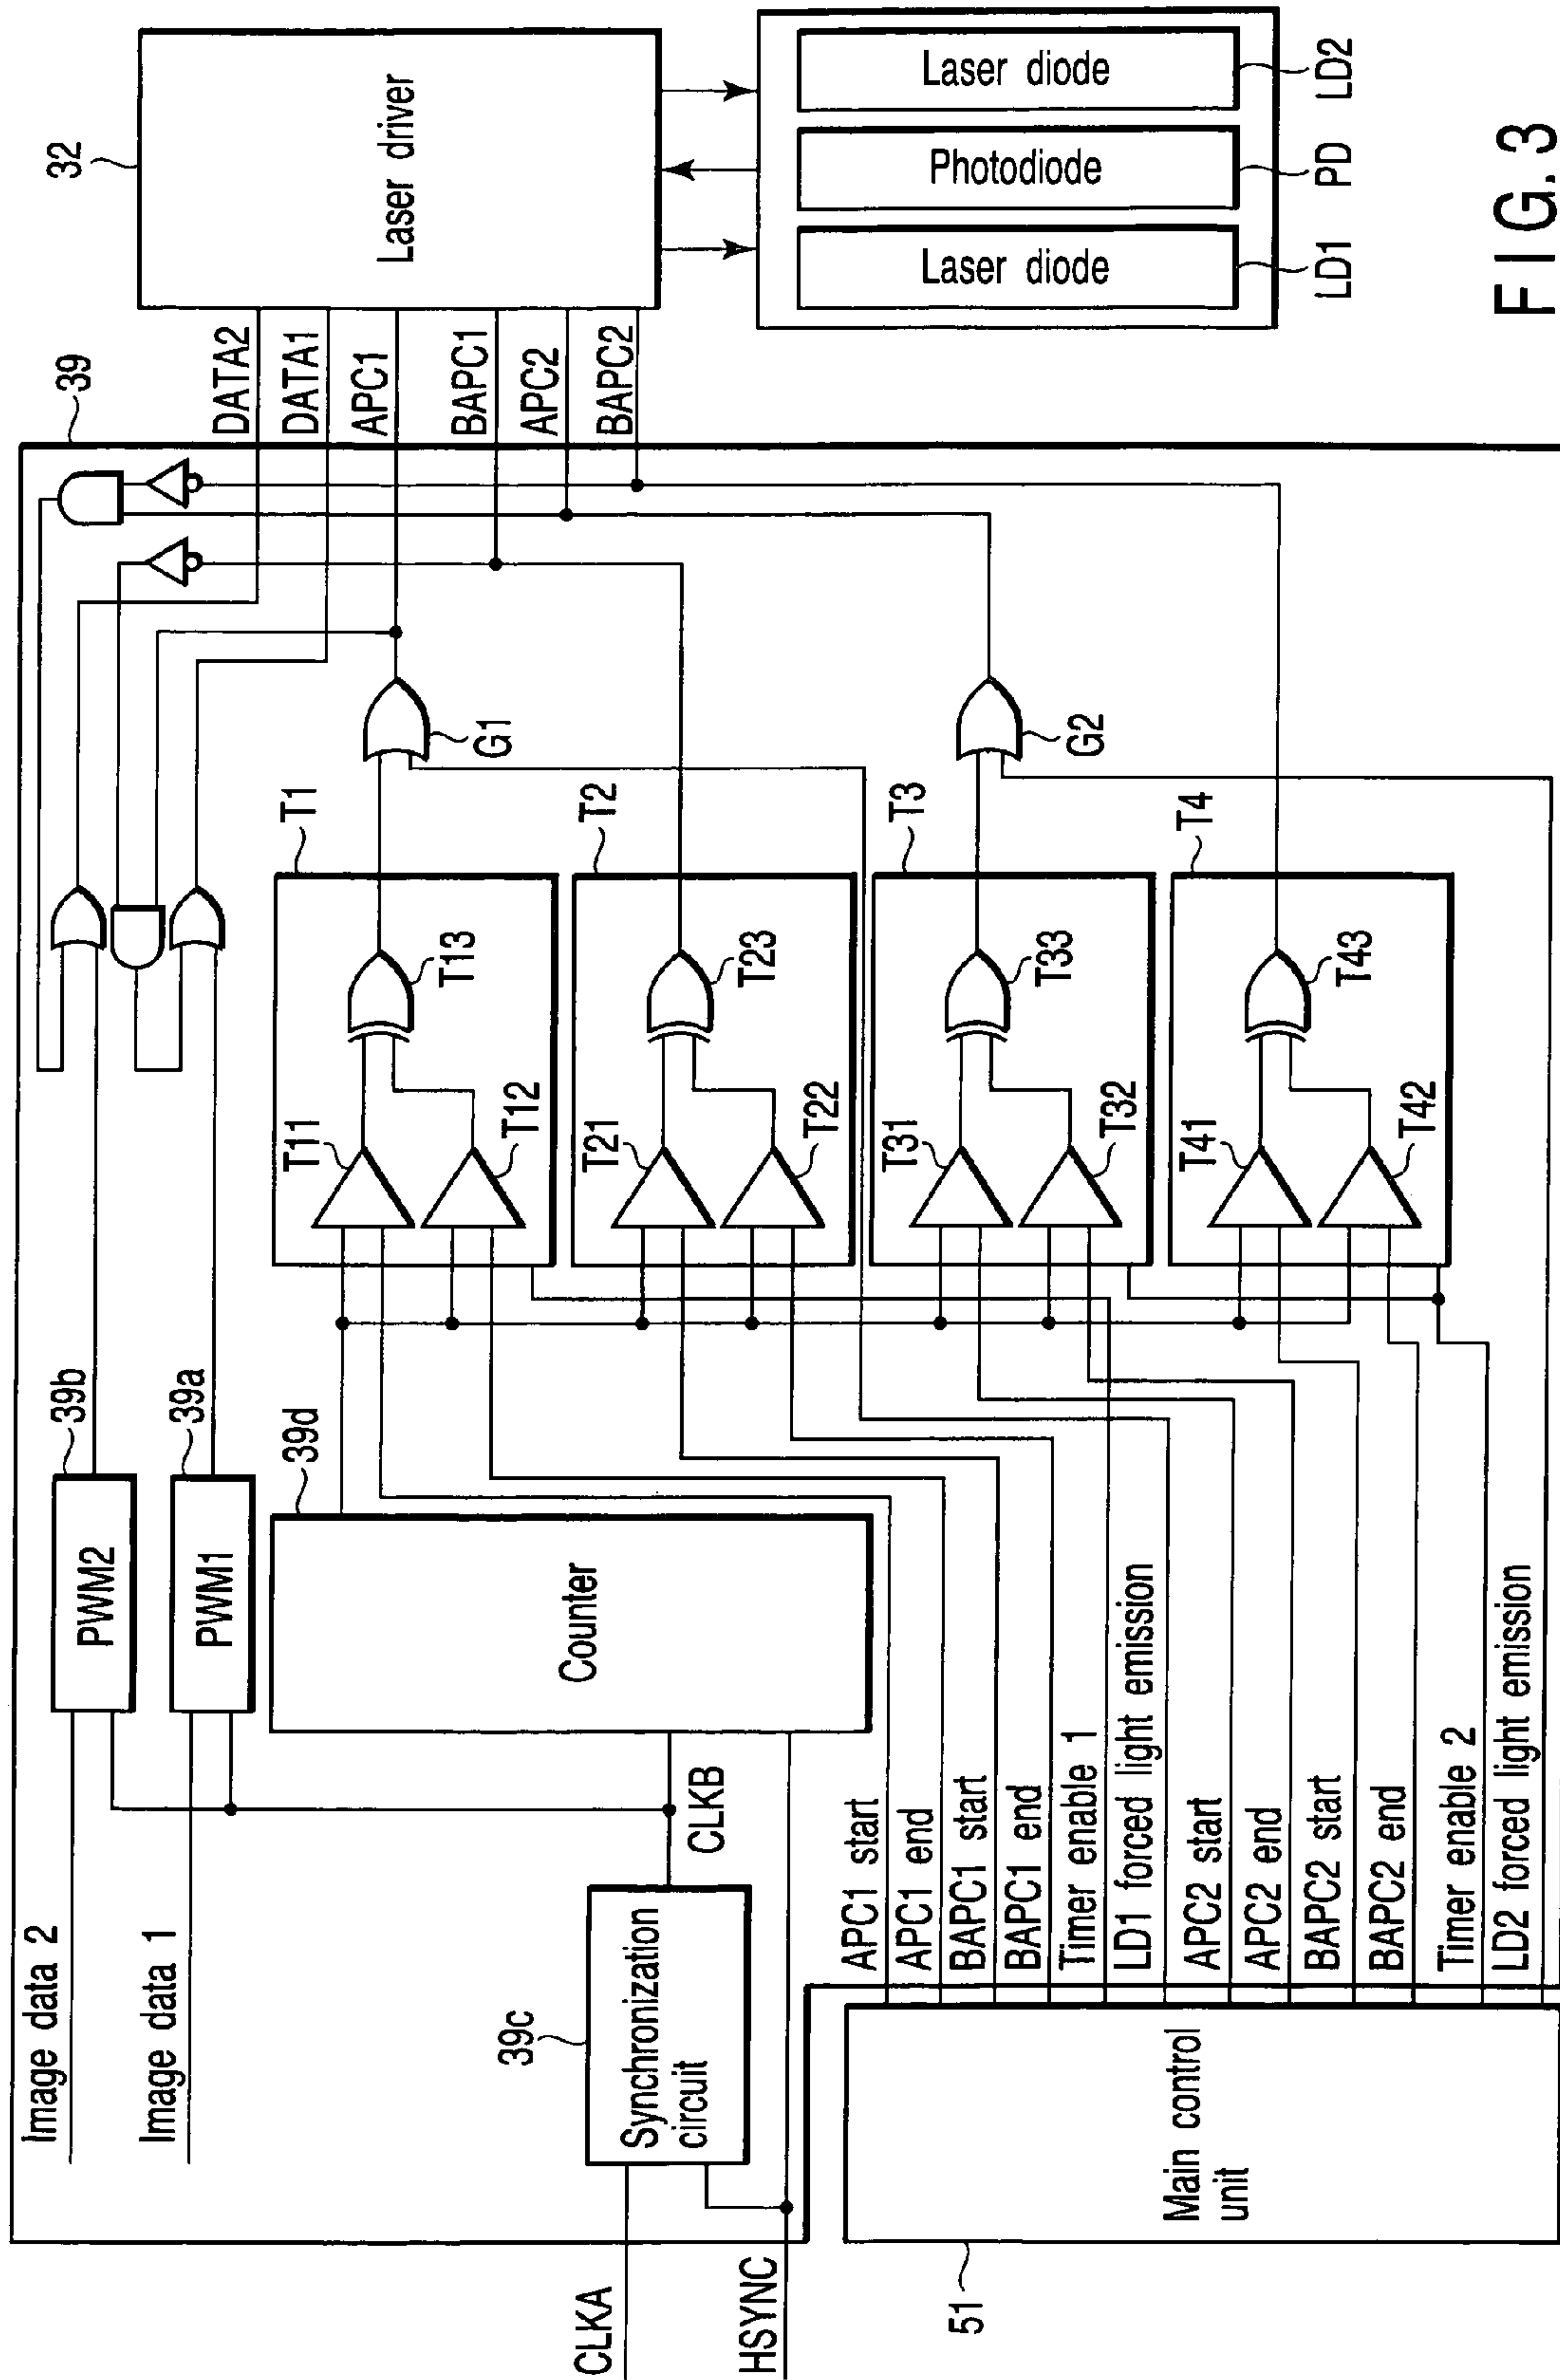 Image data 2
Image data 1
39b
PWM2
39a
PWM1
39d
Counter
CLKB
39c
Synchronization
circuit
CLKA
HSYNC
51
Main control
unit
APC1 start
APC1 end
BAPC1 start
BAPC1 end
Timer enable 1
LD1 forced light emission
APC2 start
APC2 end
BAPC2 start
BAPC2 end
Timer enable 2
LD2 forced light emission
T1
T11
T12
T13
T2
T21
T22
T23
T3
T31
T32
T33
T4
T41
T42
T43
G1
G2
39
DATA2
DATA1
APC1
BAPC1
APC2
BAPC2
32
Laser driver
Laser diode
Photodiode
Laser diode
LD1
PD
LD2
FIG. 3